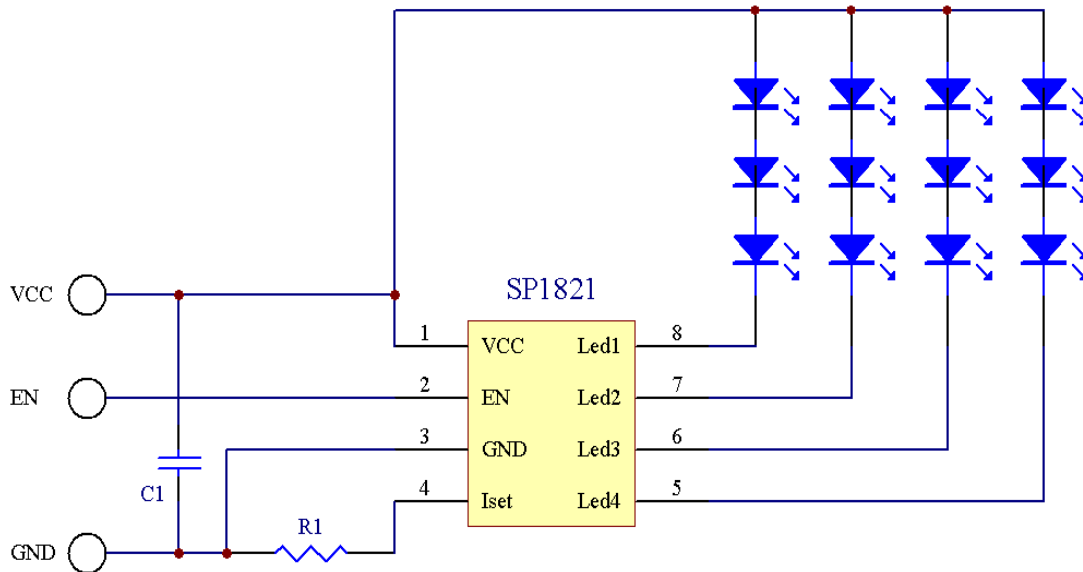 SP1821
VCC
1 VCC Led1 8
EN 2 EN Led2 7
3 GND Led3 6
C1
4 Iset Led4 5
R1
GND